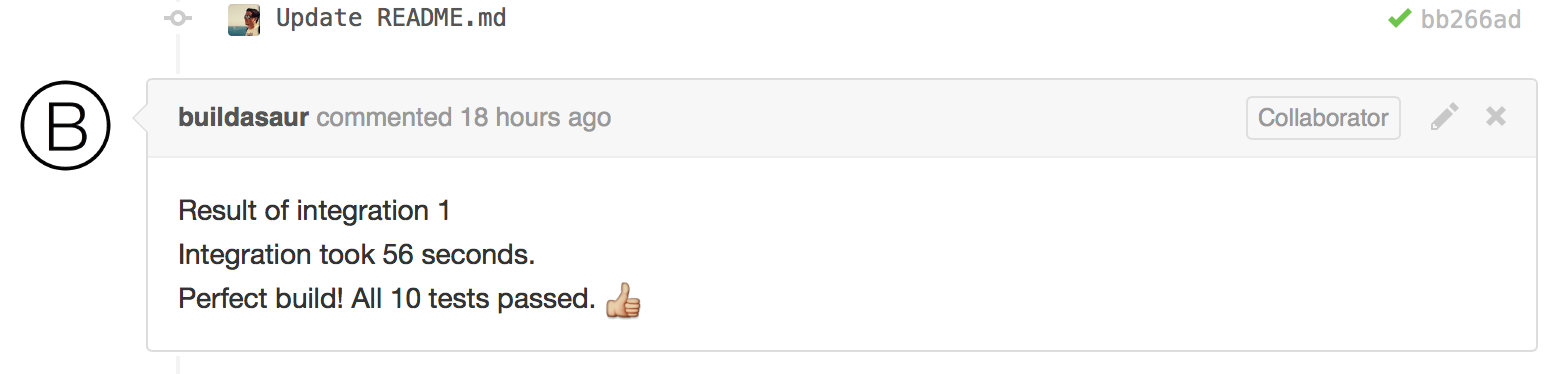 Update README.md
bb266ad
B
buildasaur commented 18 hours ago
Collaborator
Result of integration 1
Integration took 56 seconds.
Perfect build! All 10 tests passed. 👍